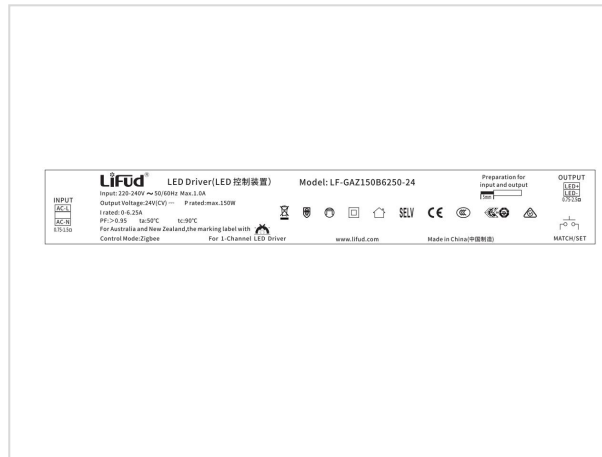 LiFud® LED Driver(LED 控制装置) Model: LF-GAZ150B6250-24
Input: 220-240V ~ 50/60Hz Max.1.0A
Output Voltage:24V(CV) ⎓ P rated:max.150W
I rated: 0-6.25A
PF:>0.95 ta:50℃ tc:90℃
For Australia and New Zealand,the marking label with
Control Mode:Zigbee For 1-Channel LED Driver www.lifud.com Made in China(中国制造)
INPUT
AC-L
AC-N
0.75-1.5
SELV
CE
Preparation for
input and output
5mm
OUTPUT
LED+
LED-
0.75-1.5
MATCH/SET